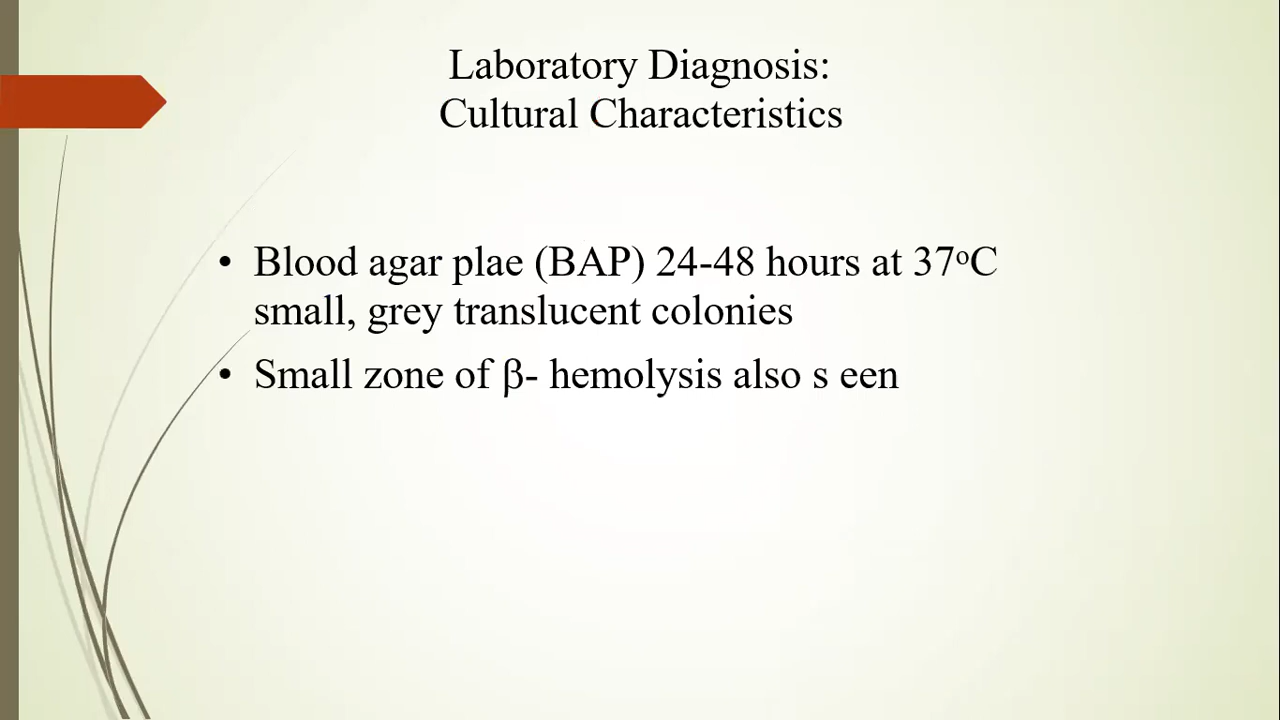 Laboratory Diagnosis:
Cultural Characteristics
• Blood agar plae (BAP) 24-48 hours at 37ºC
small, grey translucent colonies
• Small zone of β- hemolysis also s een